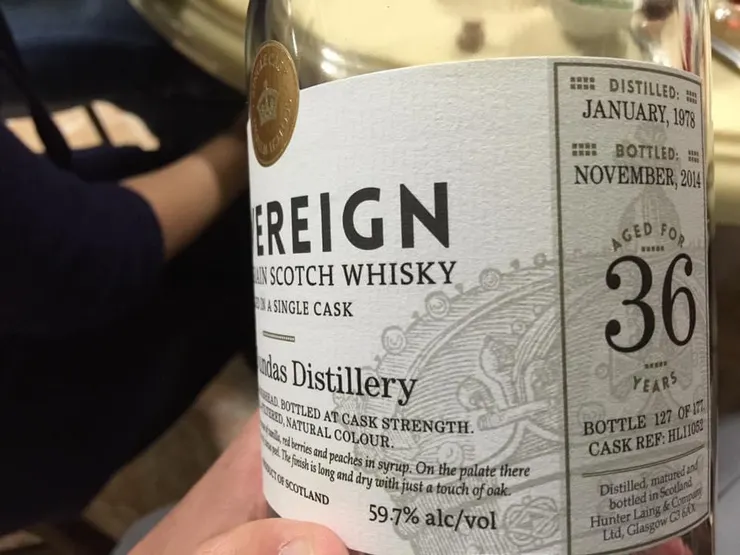 EREIGN
AIN SCOTCH WHISKY
IN A SINGLE CASK
ndas Distillery
BOTTLED AT CASK STRENGTH.
NATURAL COLOUR.
red berries and peaches in syrup. On the palate there
The finish is long and dry with just a touch of oak.
OF SCOTLAND
59.7% alc/vol
DISTILLED:
JANUARY, 1978
BOTTLED:
NOVEMBER, 2014
AGED FOR
36
YEARS
BOTTLE 127 OF 177
CASK REF: HL11052
Distilled, matured and
bottled in Scotland
Hunter Laing & Company
Ltd, Glasgow